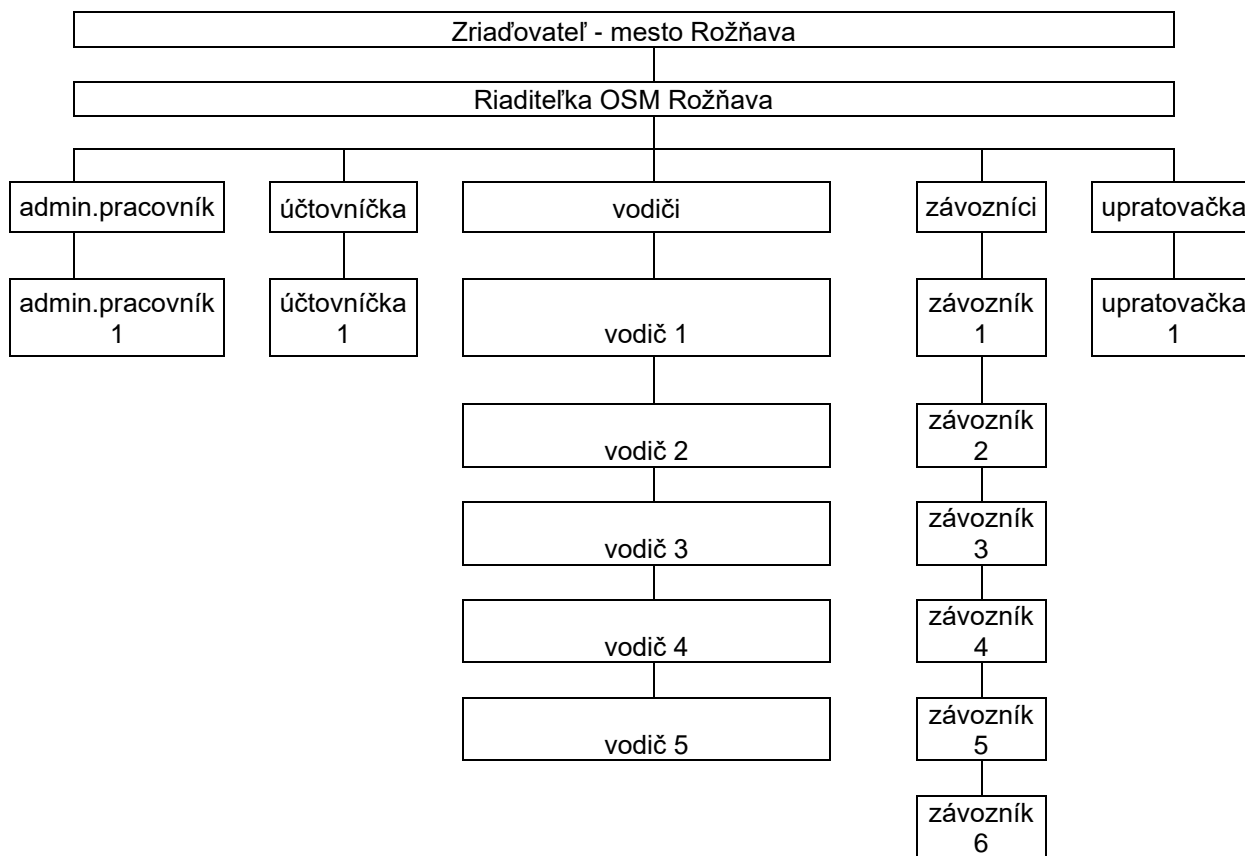 Zriaďovateľ - mesto Rožňava
Riaditeľka OSM Rožňava
admin.pracovník
účtovníčka
vodiči
závozníci
upratovačka
admin.pracovník
1
účtovníčka
1
vodič 1
závozník
1
upratovačka
1
vodič 2
závozník
2
vodič 3
závozník
3
vodič 4
závozník
4
vodič 5
závozník
5
závozník
6